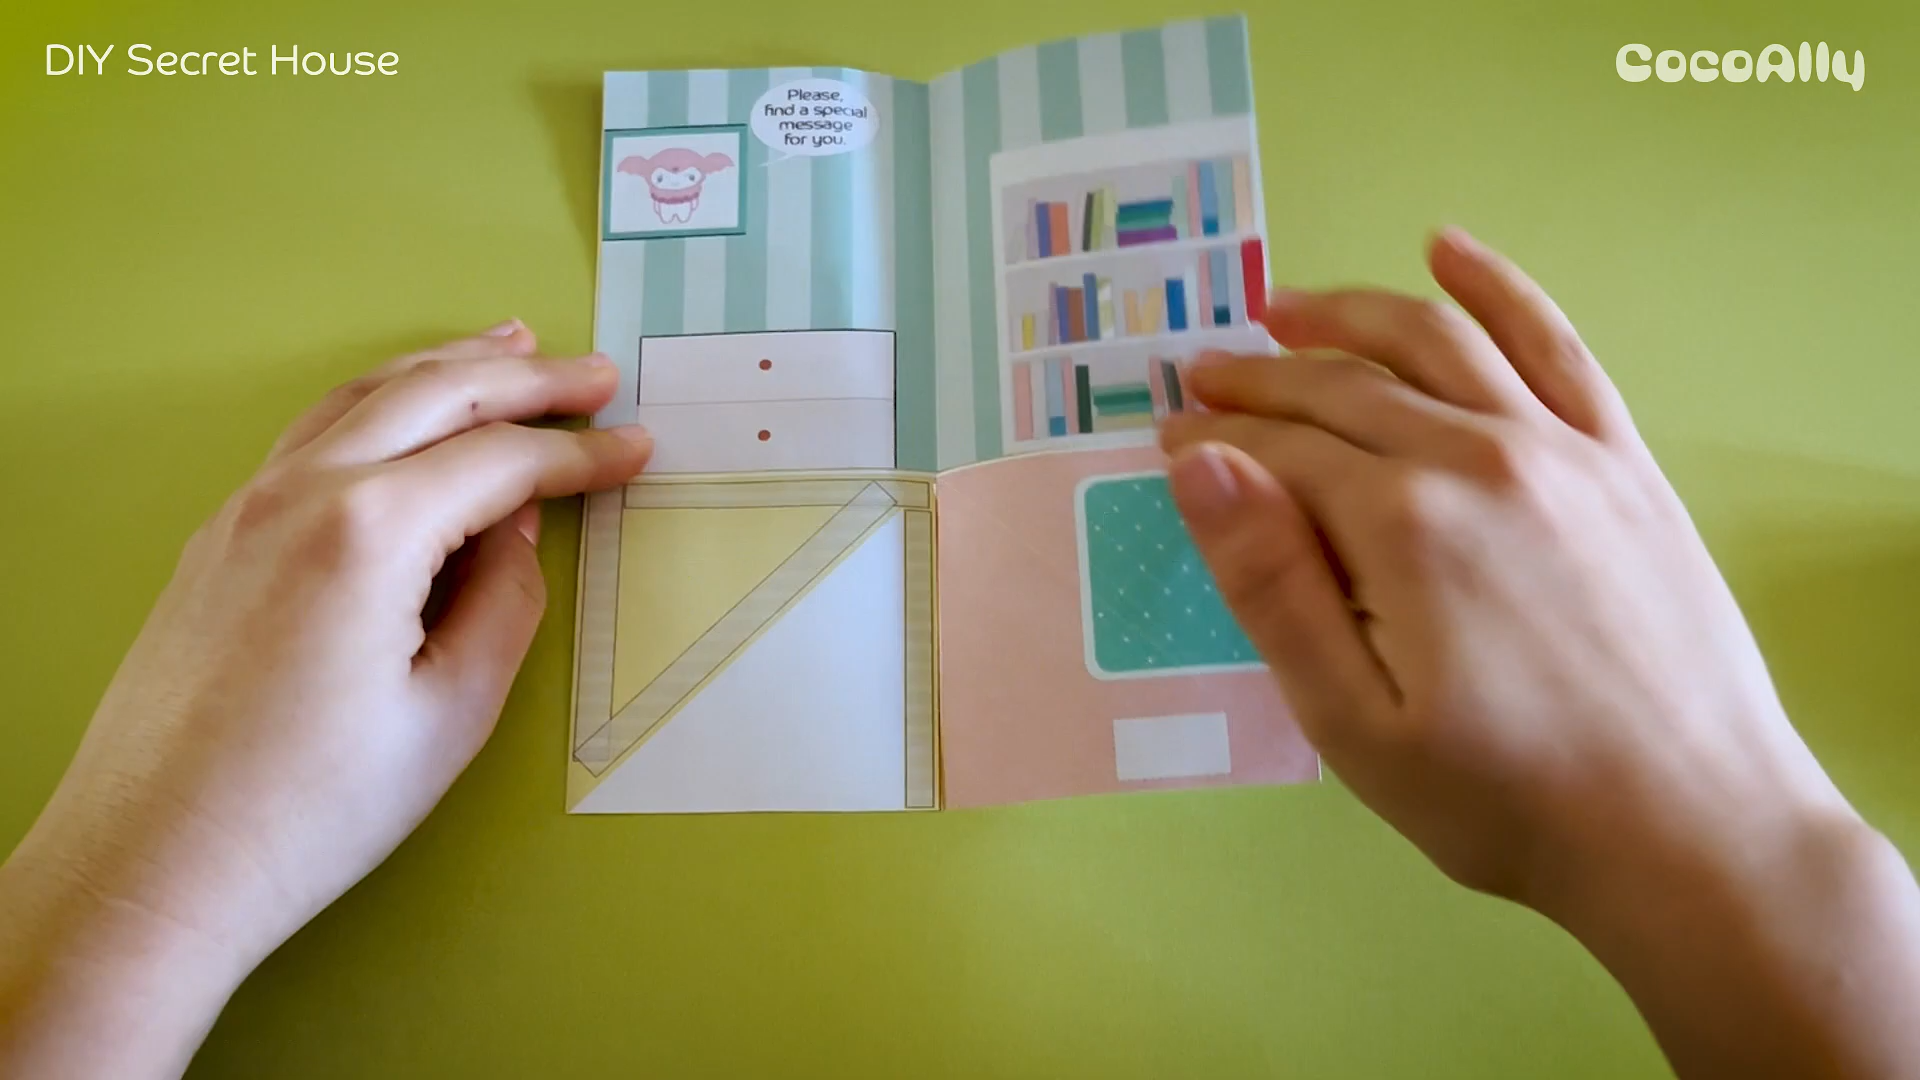 DIY Secret House
CocoAlly
Please,
find a special
message
for you.